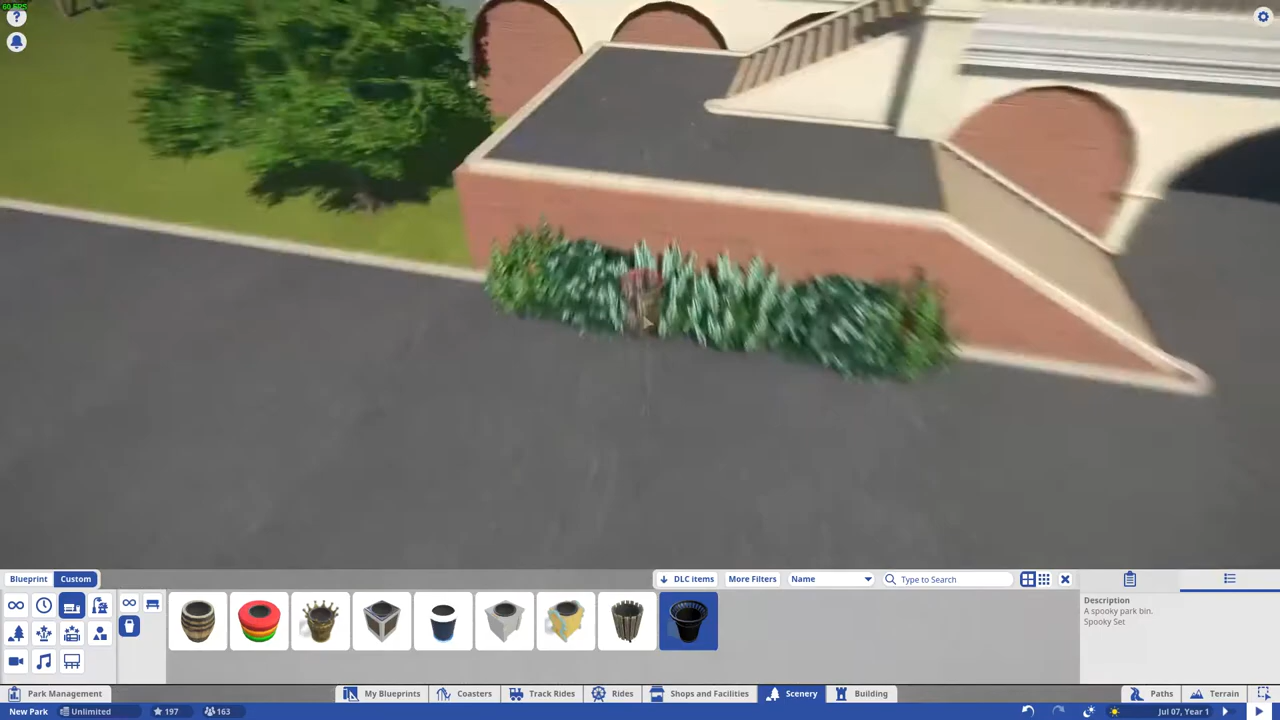 60 FPS
?
Blueprint Custom
DLC items More Filters Name Type to Search
Description
A spooky park bin.
Spooky Set
Park Management My Blueprints Coasters Track Rides Rides Shops and Facilities Scenery Building Paths Terrain
New Park Unlimited 197 163 Jul 07, Year 1